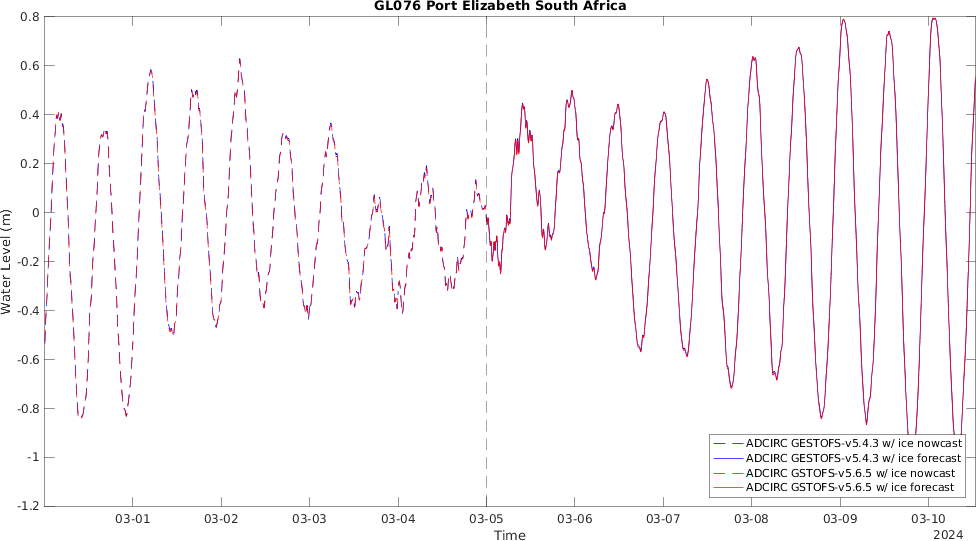 GL076 Port Elizabeth South Africa
0.8
0.6
0.4
0.2
0
-0.2
-0.4
-0.6
-0.8
-1
-1.2
Water Level (m)
ADCIRC GESTOFS-v5.4.3 w/ ice nowcast
ADCIRC GESTOFS-v5.4.3 w/ ice forecast
ADCIRC GSTOFS-v5.6.5 w/ ice nowcast
ADCIRC GSTOFS-v5.6.5 w/ ice forecast
03-01 03-02 03-03 03-04 03-05 03-06 03-07 03-08 03-09 03-10
Time
2024